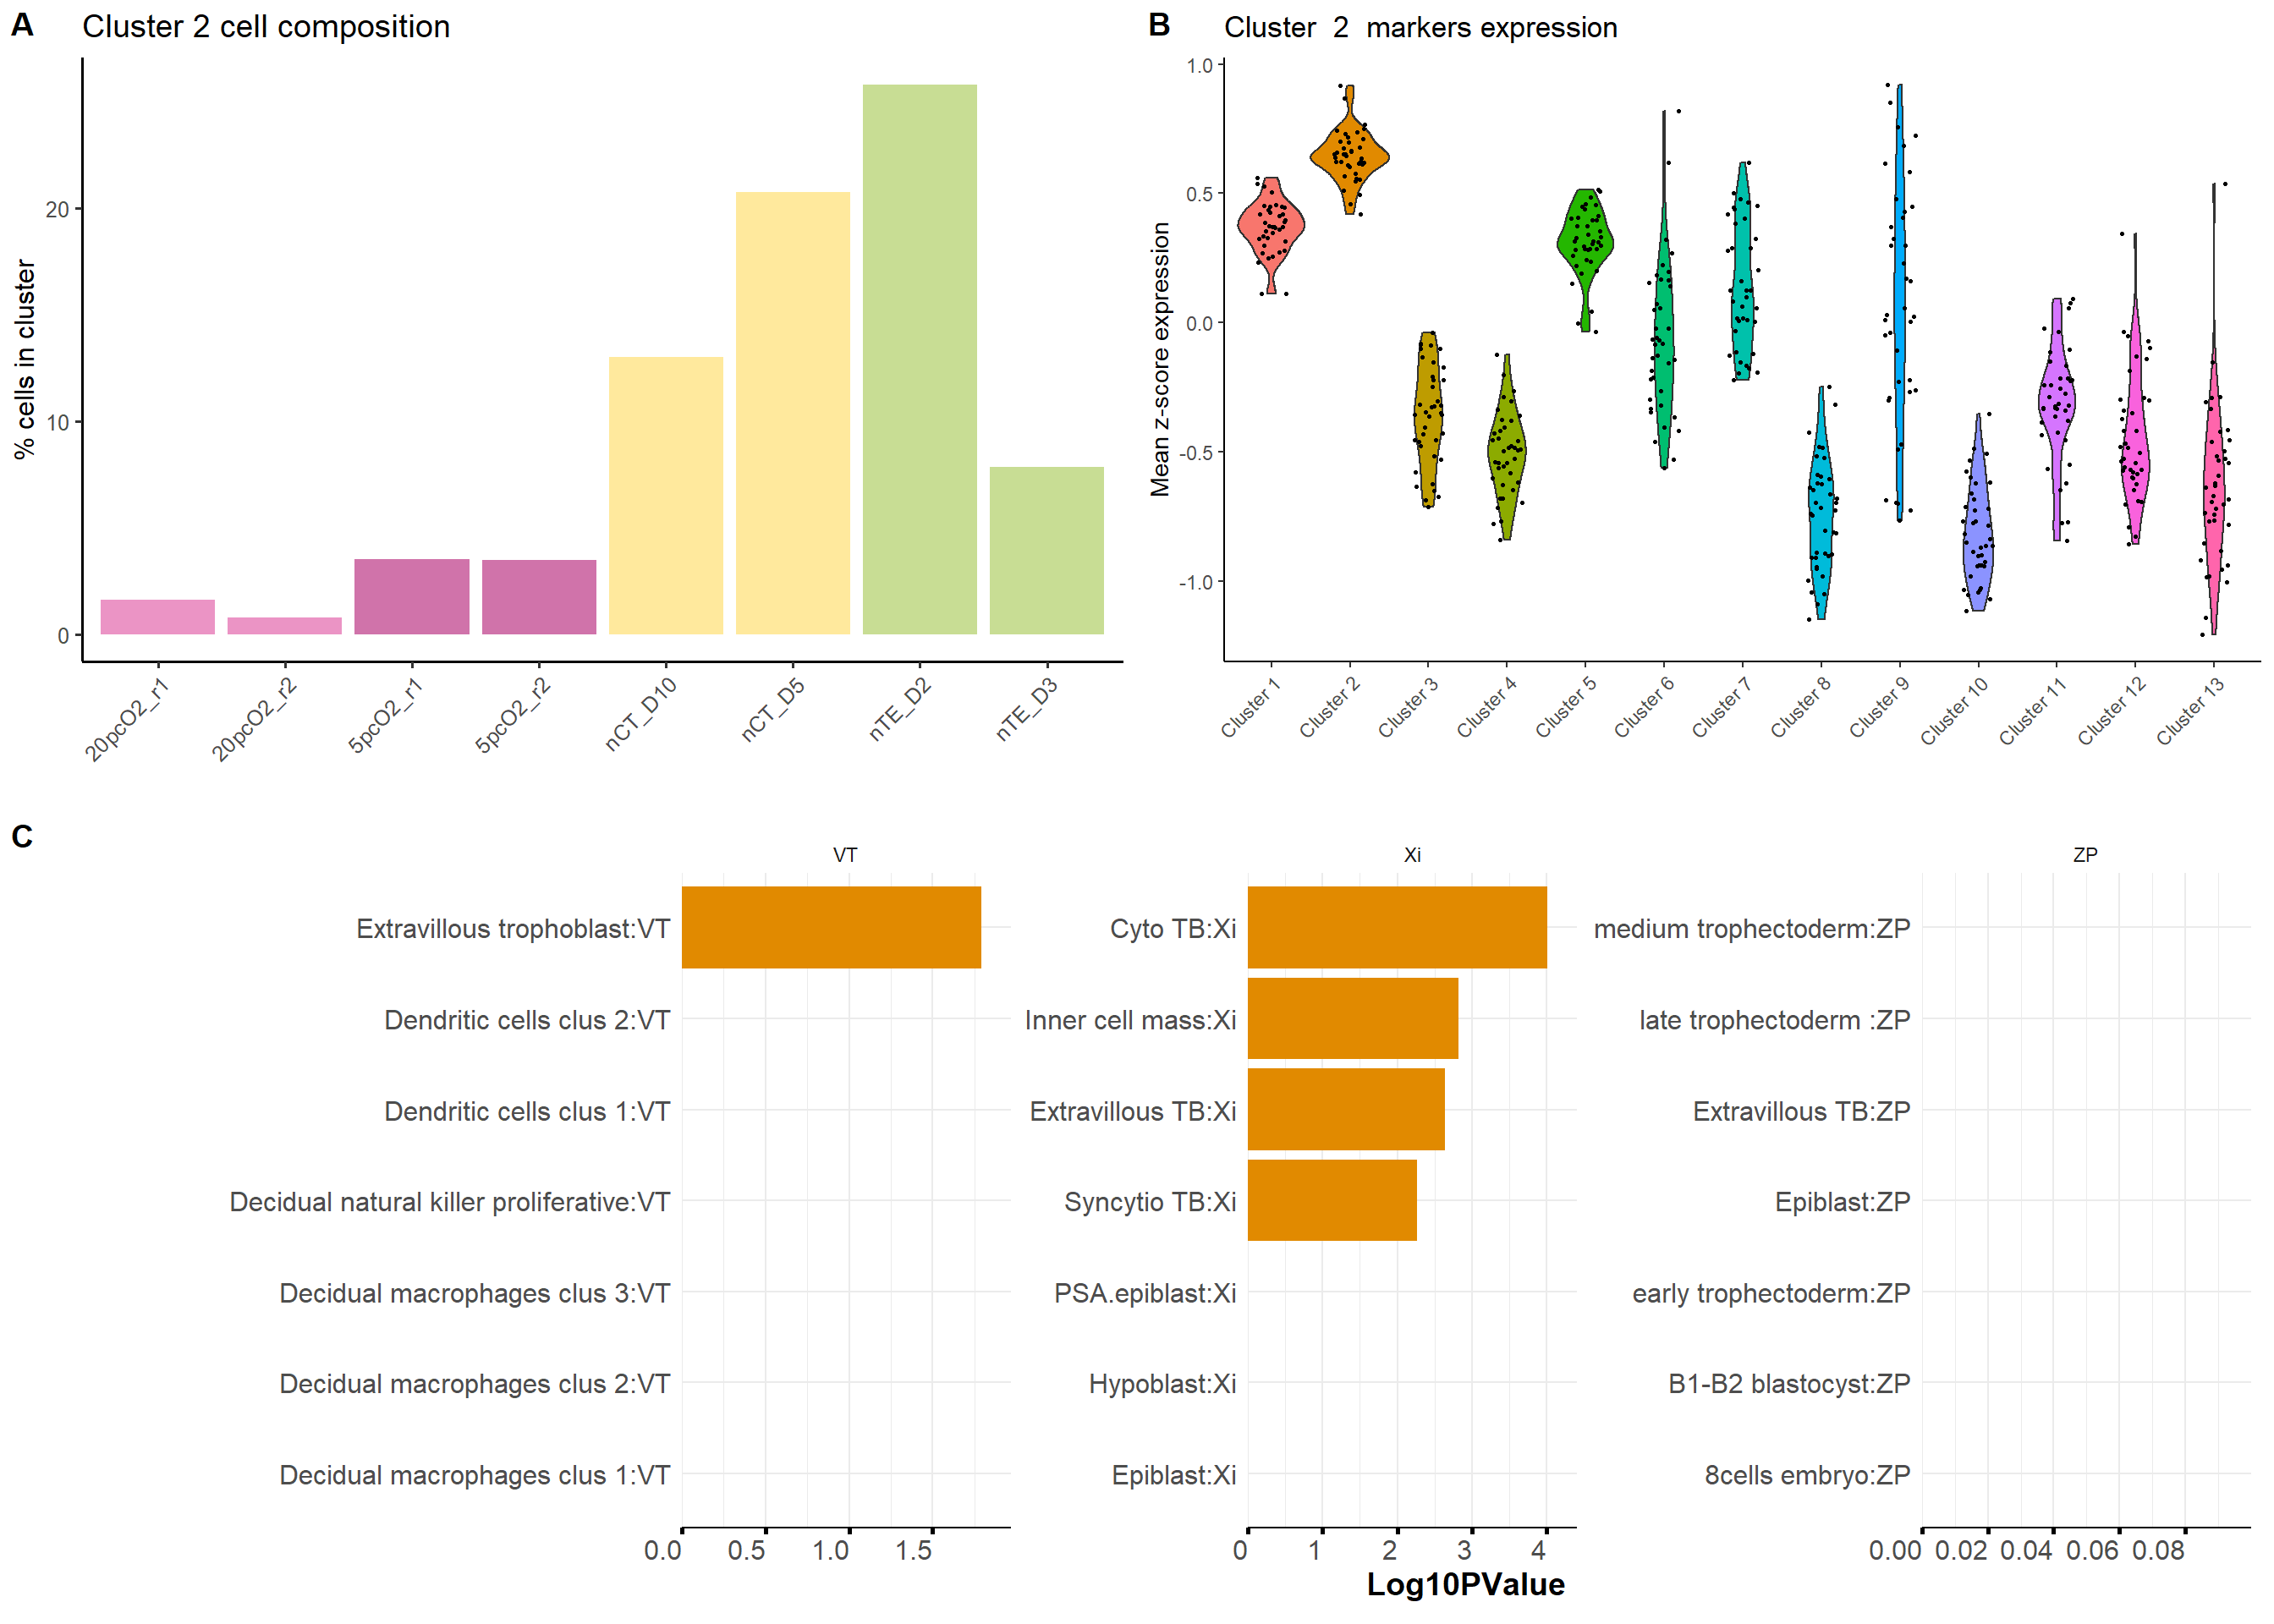 A
Cluster 2 cell composition
% cells in cluster
20
10
0
20pcO2_r1
20pcO2_r2
5pcO2_r1
5pcO2_r2
nCT_D10
nCT_D5
nTE_D2
nTE_D3
B
Cluster  2  markers expression
Mean z-score expression
1.0
0.5
0.0
-0.5
-1.0
Cluster 1
Cluster 2
Cluster 3
Cluster 4
Cluster 5
Cluster 6
Cluster 7
Cluster 8
Cluster 9
Cluster 10
Cluster 11
Cluster 12
Cluster 13
C
VT
Extravillous trophoblast:VT
Dendritic cells clus 2:VT
Dendritic cells clus 1:VT
Decidual natural killer proliferative:VT
Decidual macrophages clus 3:VT
Decidual macrophages clus 2:VT
Decidual macrophages clus 1:VT
0.0 0.5 1.0 1.5
Xi
Cyto TB:Xi
Inner cell mass:Xi
Extravillous TB:Xi
Syncytio TB:Xi
PSA.epiblast:Xi
Hypoblast:Xi
Epiblast:Xi
0 1 2 3 4
ZP
medium trophectoderm:ZP
late trophectoderm :ZP
Extravillous TB:ZP
Epiblast:ZP
early trophectoderm:ZP
B1-B2 blastocyst:ZP
8cells embryo:ZP
0.00 0.02 0.04 0.06 0.08
Log10PValue